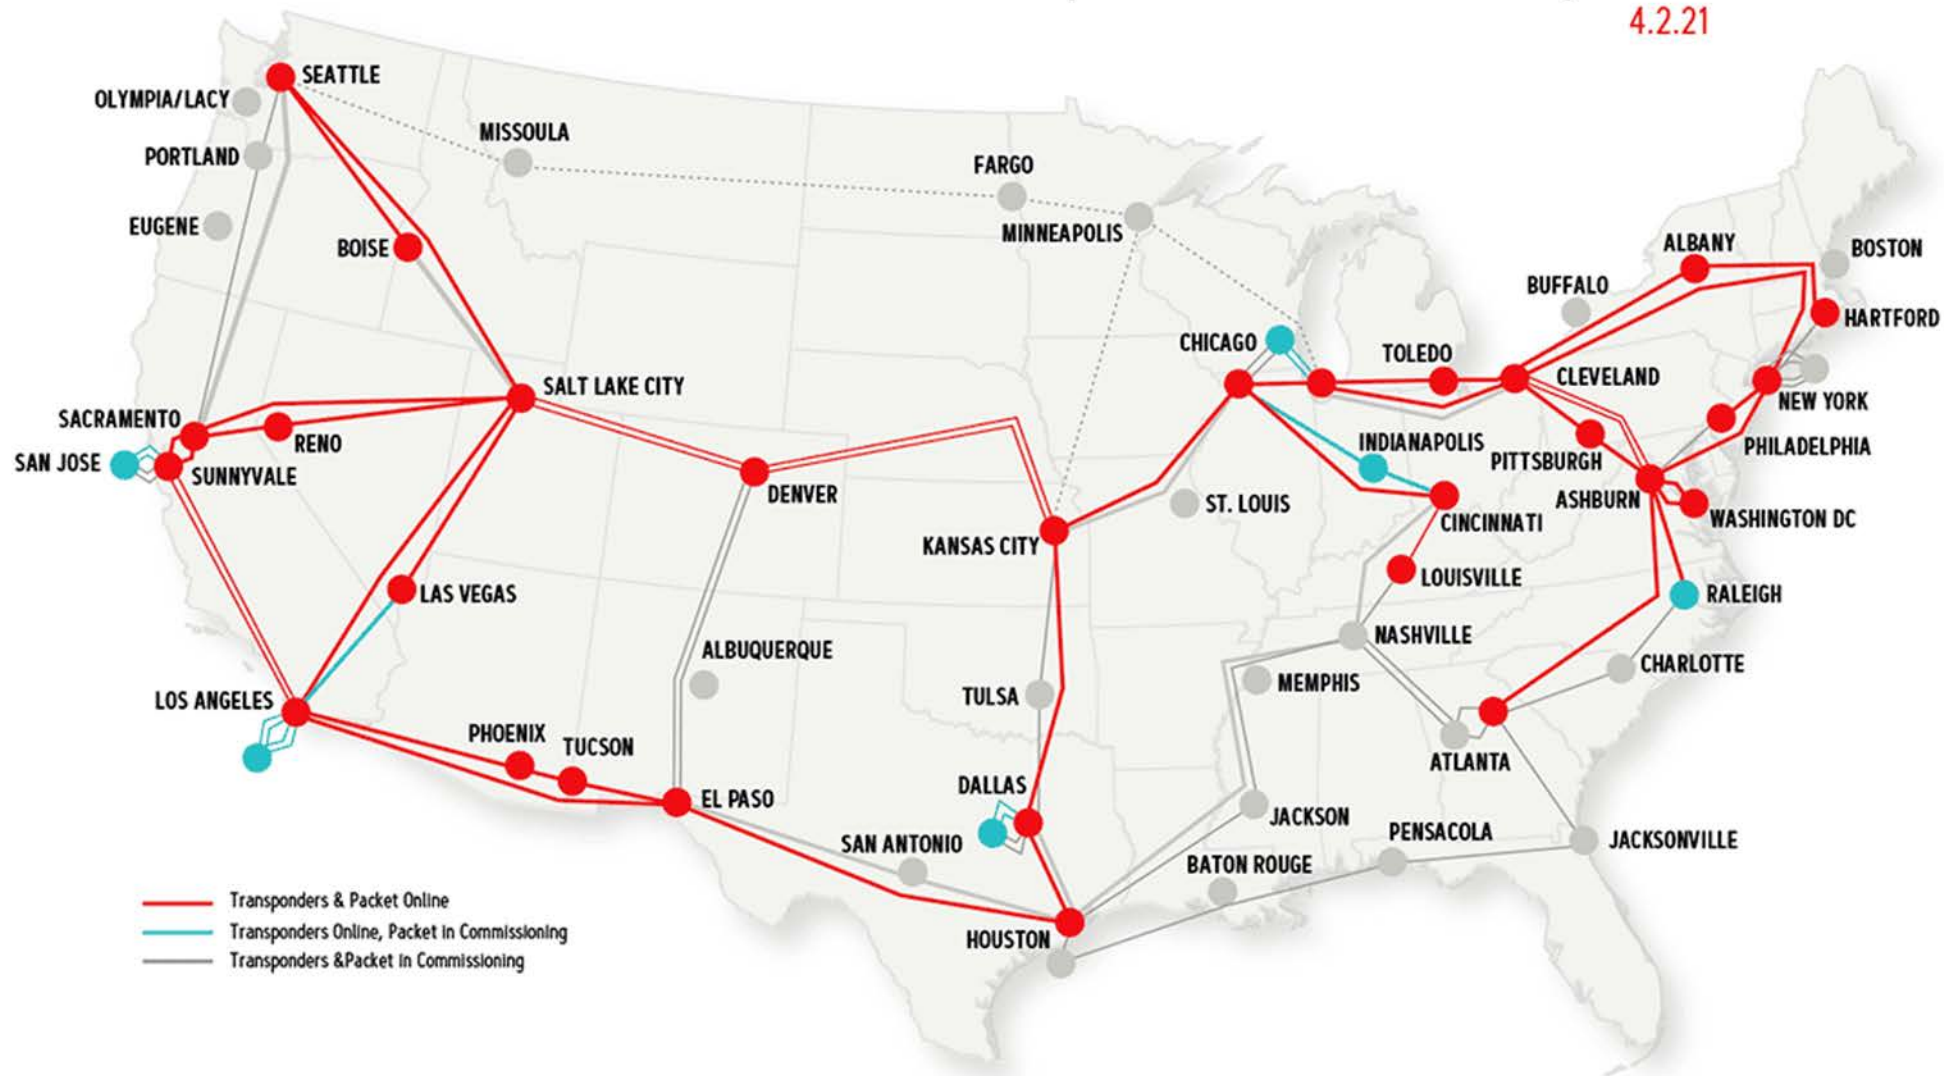 4.2.21
SEATTLE
OLYMPIA/LACY
MISSOULA
PORTLAND
FARGO
EUGENE
MINNEAPOLIS
BOISE
ALBANY
BOSTON
BUFFALO
HARTFORD
CHICAGO
TOLEDO
CLEVELAND
SALT LAKE CITY
NEW YORK
SACRAMENTO
RENO
INDIANAPOLIS
PHILADELPHIA
SAN JOSE
SUNNYVALE
PITTSBURGH
DENVER
ASHBURN
ST. LOUIS
WASHINGTON DC
CINCINNATI
KANSAS CITY
LOUISVILLE
LAS VEGAS
RALEIGH
NASHVILLE
ALBUQUERQUE
CHARLOTTE
MEMPHIS
LOS ANGELES
TULSA
PHOENIX
TUCSON
ATLANTA
DALLAS
EL PASO
JACKSON
PENSACOLA
JACKSONVILLE
SAN ANTONIO
BATON ROUGE
HOUSTON
Transponders & Packet Online
Transponders Online, Packet in Commissioning
Transponders &Packet in Commissioning